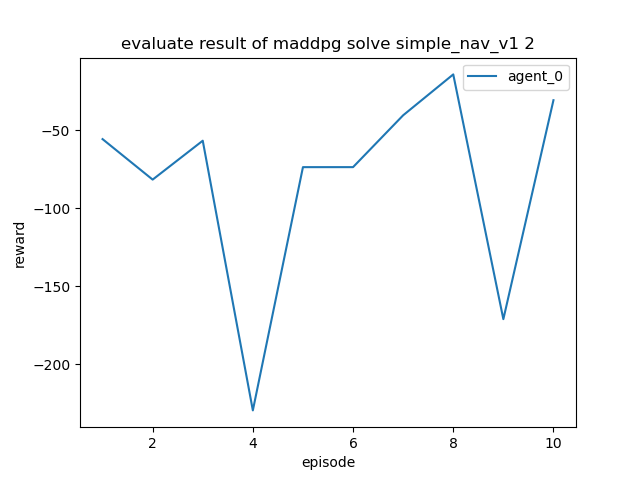 evaluate result of maddpg solve simple_nav_v1 2
agent_0
−50
−100
−150
−200
reward
2
4
6
8
10
episode